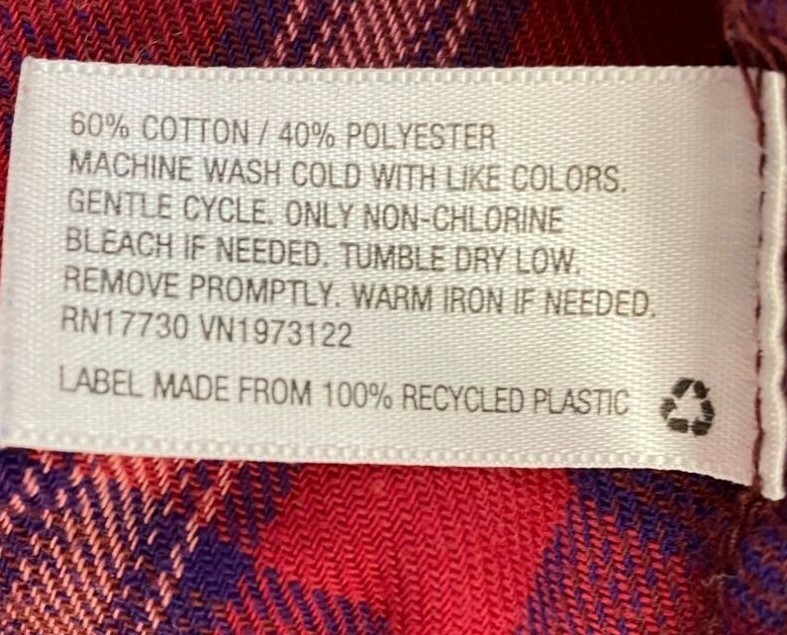 60% COTTON / 40% POLYESTER
MACHINE WASH COLD WITH LIKE COLORS.
GENTLE CYCLE. ONLY NON-CHLORINE
BLEACH IF NEEDED. TUMBLE DRY LOW.
REMOVE PROMPTLY. WARM IRON IF NEEDED.
RN17730 VN1973122
LABEL MADE FROM 100% RECYCLED PLASTIC